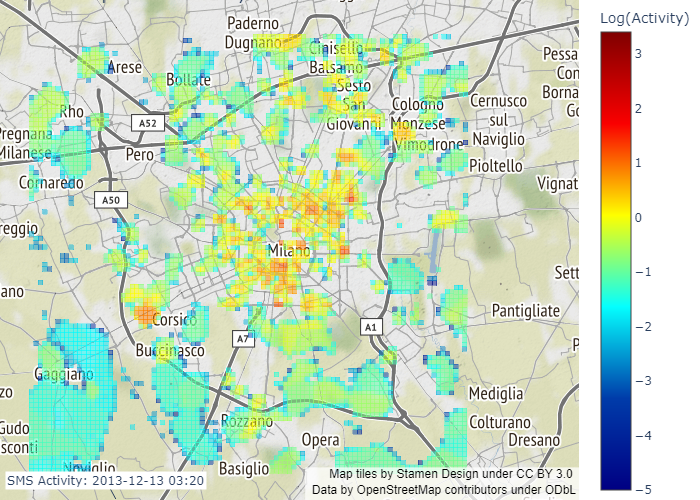 Log(Activity)
Paderno
Dugnano
Cinisello
Balsamo
Arese
Bollate
Sesto
San
Giovanni
Cologno
Monzese
Cernusco
sul
Naviglio
Pessa
Con
Borna
Go
Rho
A52
Pregnana
Milanese
Pero
Vimodrone
Pioltello
Cornaredo
Vignat
A50
reggio
Milano
Sett
ano
Corsico
Pantigliate
A7
A1
P
Buccinasco
Gaggiano
zo
Mediglia
Gudo
sconti
Rozzano
Colturano
Opera
Dresano
Noviglio
Basiglio
SMS Activity: 2013-12-13 03:20
Map tiles by Stamen Design under CC BY 3.0
Data by OpenStreetMap contributors under ODbL
3
2
1
0
−1
−2
−3
−4
−5